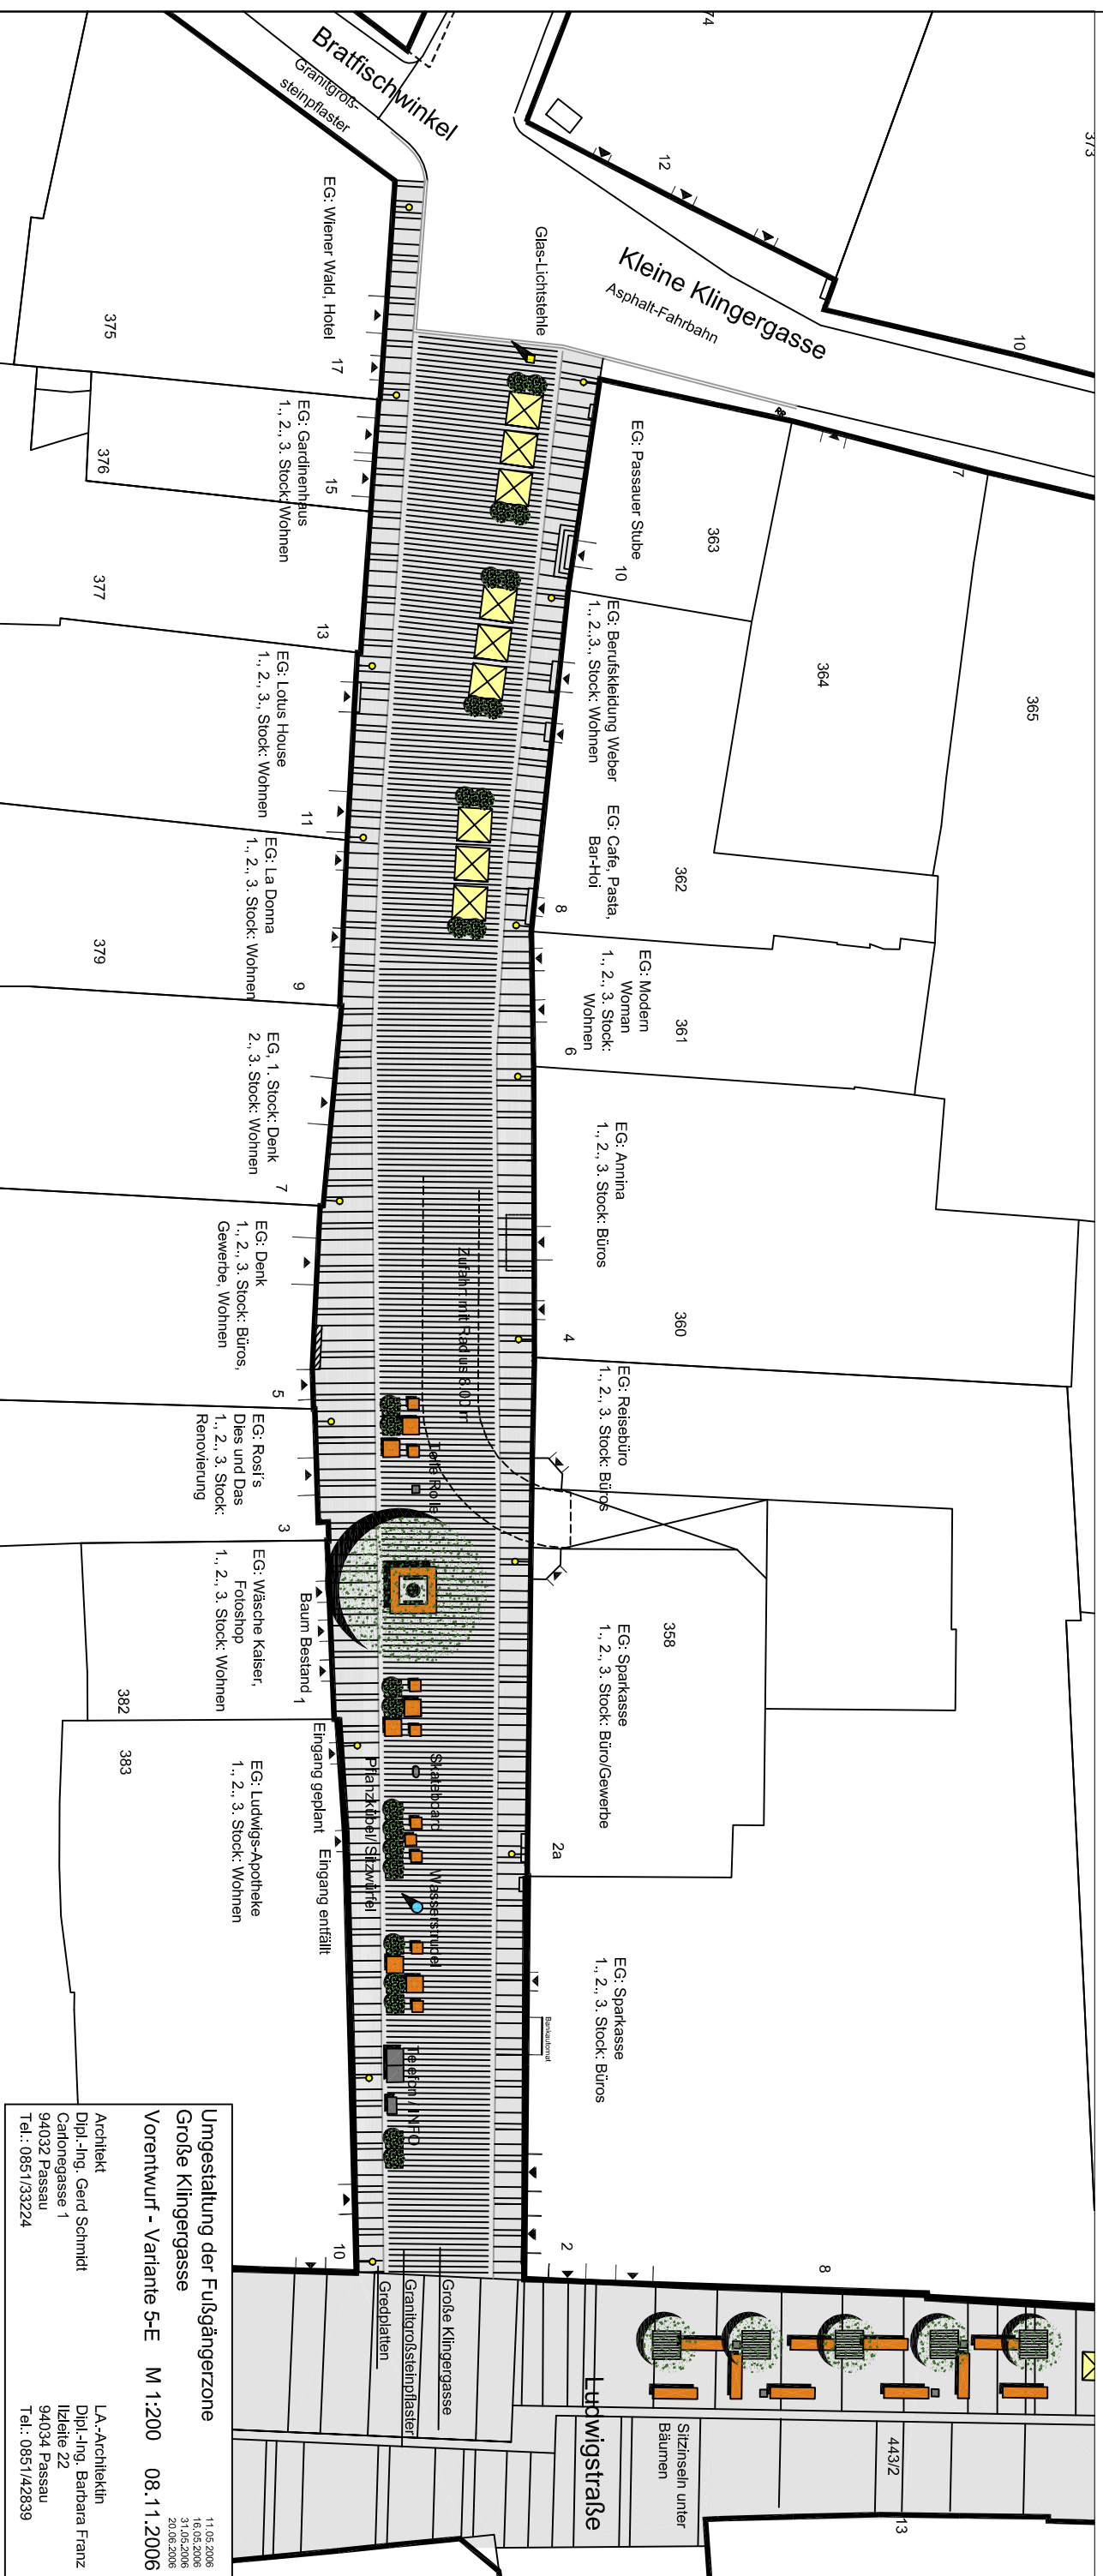 Bratfischwinkel
Granitgroß-
steinpflaster
Kleine Klingergasse
Asphalt-Fahrbahn
Glas-Lichtstehle
74
373
12
10
7
RR
EG: Wiener Wald, Hotel
17
375
EG: Gardinenhaus
1., 2., 3. Stock: Wohnen
15
376
377
13
EG: Lotus House
1., 2., 3., Stock: Wohnen
11
EG: La Donna
1., 2., 3. Stock: Wohnen
379
9
EG, 1. Stock: Denk
2., 3. Stock: Wohnen
7
EG: Denk
1., 2., 3. Stock: Büros,
Gewerbe, Wohnen
5
EG: Rosi's
Dies und Das
1., 2., 3. Stock:
Renovierung
3
EG: Wäsche Kaiser,
Fotoshop
1., 2., 3. Stock: Wohnen
Baum Bestand
1
382
383
Eingang geplant
Eingang entfällt
EG: Ludwigs-Apotheke
1., 2., 3. Stock: Wohnen
10
EG: Passauer Stube
10
363
364
365
EG: Berufskleidung Weber
1., 2.,3., Stock: Wohnen
EG: Cafe, Pasta,
Bar-Hoi
8
362
EG: Modern
Woman
1., 2., 3. Stock:
Wohnen
361
6
EG: Annina
1., 2., 3. Stock: Büros
360
4
EG: Reisebüro
1., 2., 3. Stock: Büros
358
EG: Sparkasse
1., 2., 3. Stock: Büro/Gewerbe
2a
EG: Sparkasse
1., 2., 3. Stock: Büros
Bankautomat
2
8
Zufahrt mit Radius 8.00 m
Tolle Rolle
Skateboard
Pflanzkübel/ Sitzwürfel
Wasserstrudel
Telefon / INFO
Große Klingergasse
Granitgroßsteinpflaster
Gredplatten
Ludwigstraße
Sitzinseln unter
Bäumen
443/2
13
Umgestaltung der Fußgängerzone
Große Klingergasse
Vorentwurf - Variante 5-E M 1:200 08.11.2006
11.05.2006
16.05.2006
31.05.2006
20.06.2006
Architekt
Dipl.-Ing. Gerd Schmidt
Carlonegasse 1
94032 Passau
Tel.: 0851/33224
LA.-Architektin
Dipl.-Ing. Barbara Franz
Ilzleite 22
94034 Passau
Tel.: 0851/42839